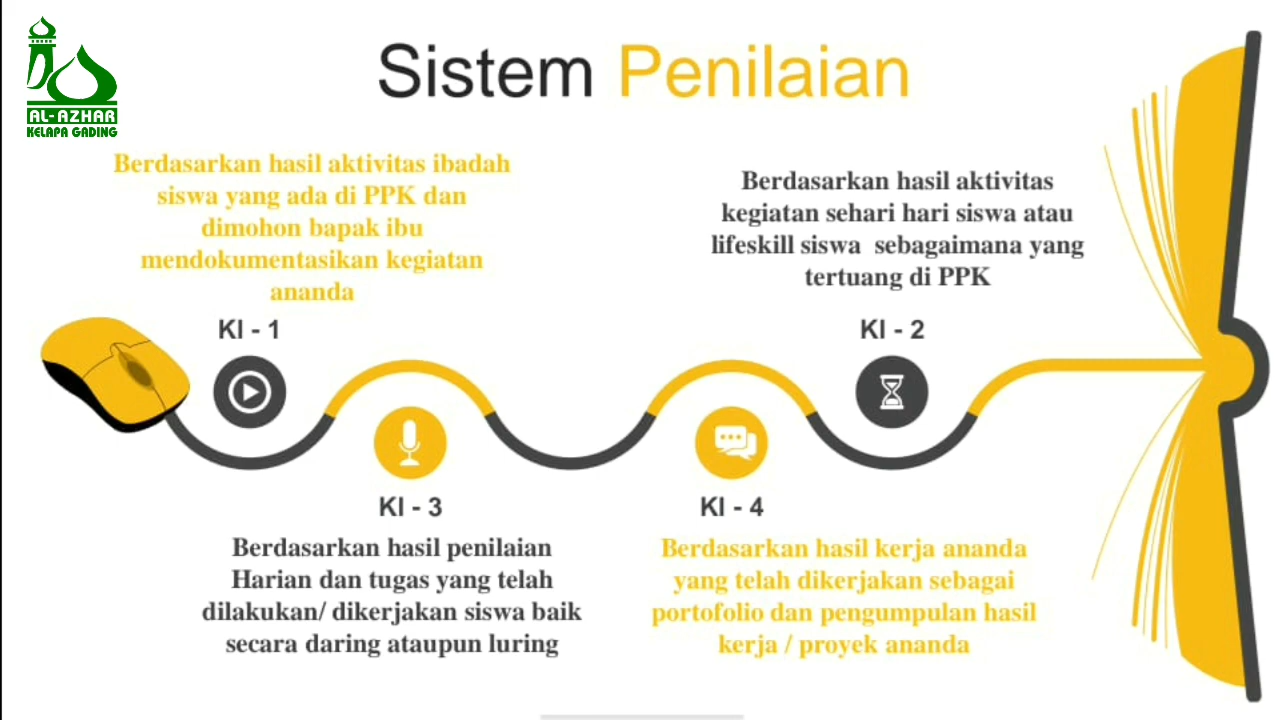 AL-AZHAR
KELAPA GADING
Sistem Penilaian
Berdasarkan hasil aktivitas ibadah
siswa yang ada di PPK dan
dimohon bapak ibu
mendokumentasikan kegiatan
ananda
KI - 1
Berdasarkan hasil aktivitas
kegiatan sehari hari siswa atau
lifeskill siswa  sebagaimana yang
tertuang di PPK
KI - 2
KI - 3
Berdasarkan hasil penilaian
Harian dan tugas yang telah
dilakukan/ dikerjakan siswa baik
secara daring ataupun luring
KI - 4
Berdasarkan hasil kerja ananda
yang telah dikerjakan sebagai
portofolio dan pengumpulan hasil
kerja / proyek ananda